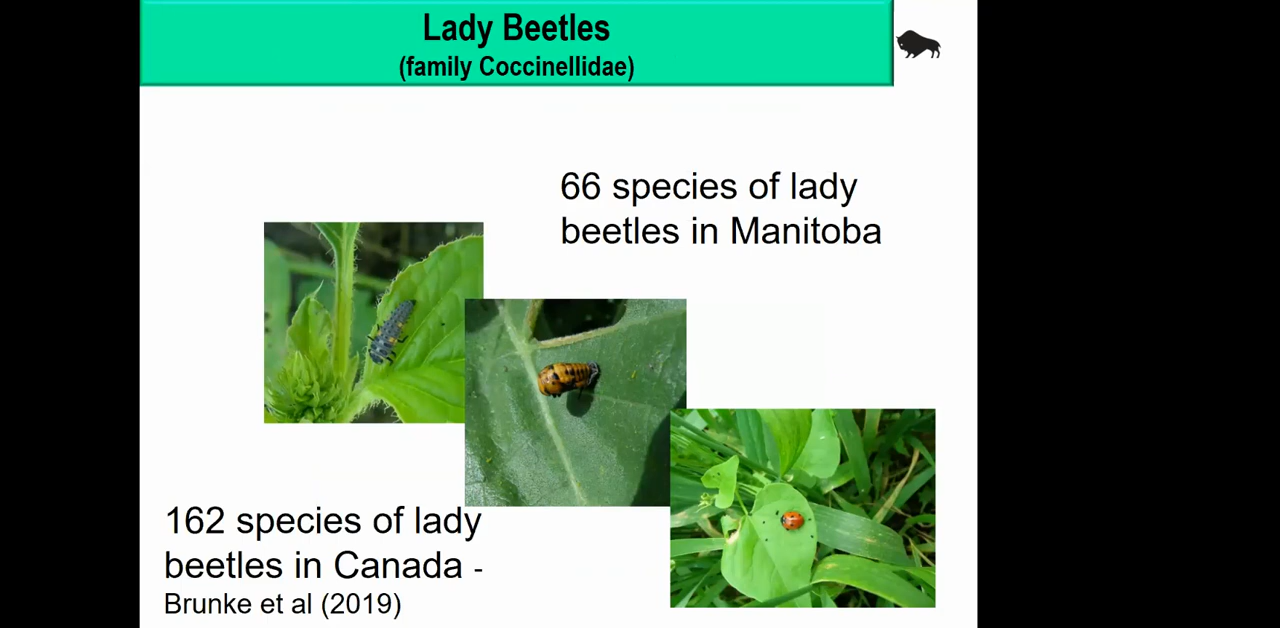 Lady Beetles
(family Coccinellidae)
66 species of lady
beetles in Manitoba
162 species of lady
beetles in Canada -
Brunke et al (2019)